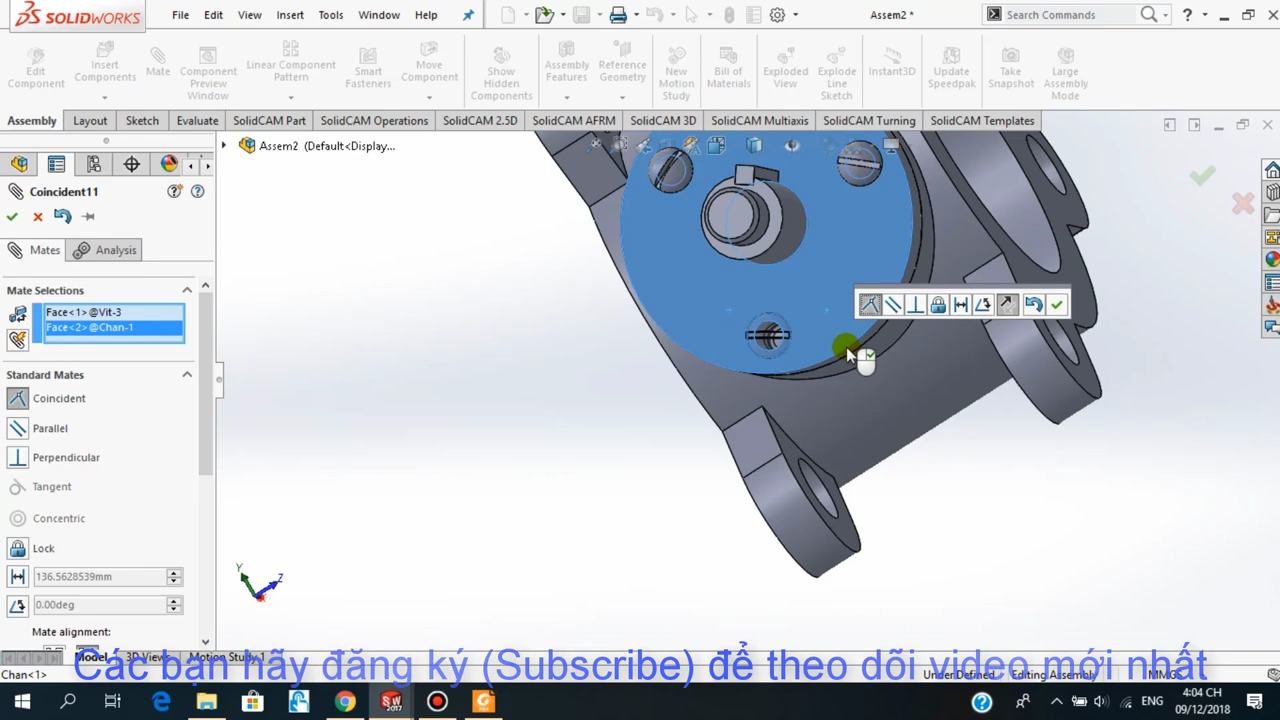 SOLIDWORKS
File
Edit
View
Insert
Tools
Window
Help
Assem2 *
Search Commands
Edit Component
Insert Components
Mate
Component Preview Window
Linear Component Pattern
Smart Fasteners
Move Component
Show Hidden Components
Assembly Features
Reference Geometry
New Motion Study
Bill of Materials
Exploded View
Explode Line Sketch
Instant3D
Update Speedpak
Take Snapshot
Large Assembly Mode
Assembly
Layout
Sketch
Evaluate
SolidCAM Part
SolidCAM Operations
SolidCAM 2.5D
SolidCAM AFRM
SolidCAM 3D
SolidCAM Multiaxis
SolidCAM Turning
SolidCAM Templates
Assem2 (Default<Display...
Coincident11
Mates
Analysis
Mate Selections
Face<1>@Vit-3
Face<2>@Chan-1
Standard Mates
Coincident
Parallel
Perpendicular
Tangent
Concentric
Lock
136.5628539mm
0.00deg
Mate alignment:
Y
Z
Model
3D Views
Motion Study 1
Các bạn hãy đăng ký (Subscribe) để theo dõi video mới nhất
Chan<1>
Under Defined
Editing Assembly
MMG
SW
2017
ENG
4:04 CH
09/12/2018